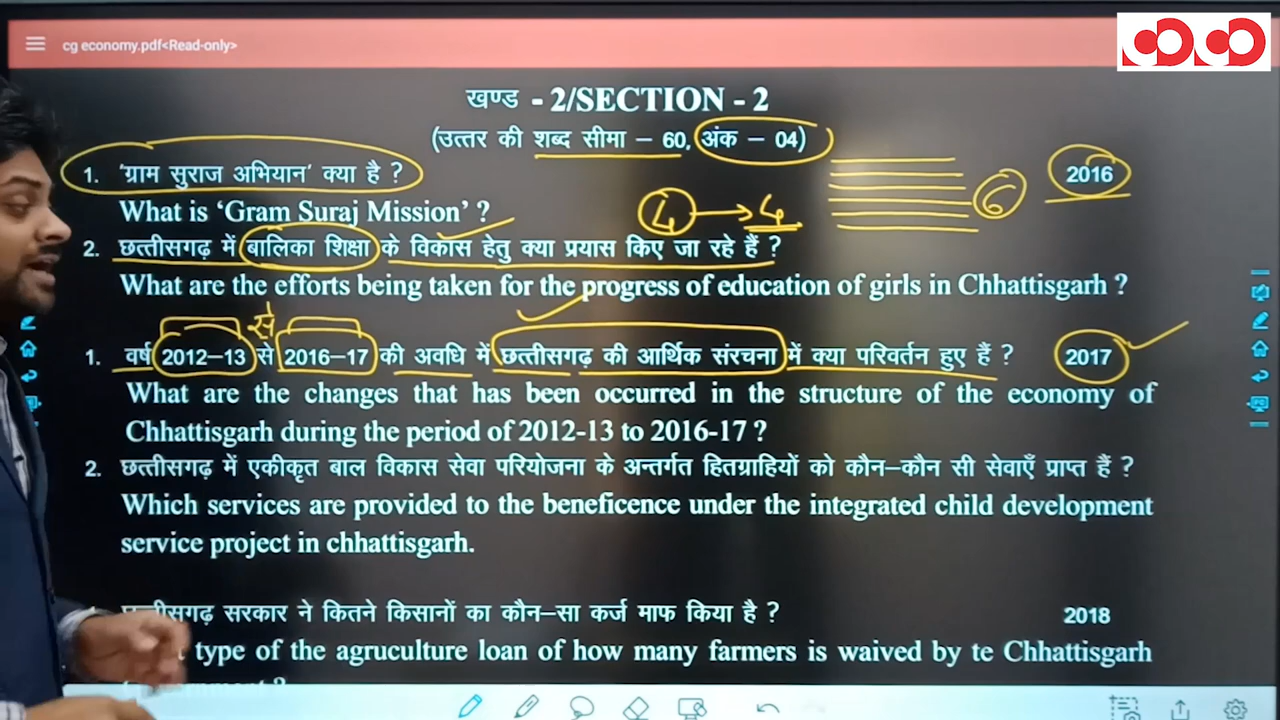 cg economy.pdf<Read-only>
खण्ड - 2/SECTION - 2
(उत्तर की शब्द सीमा – 60, अंक – 04)
1. 'ग्राम सुराज अभियान' क्या है ? 2016
What is ‘Gram Suraj Mission’ ?
4 → 4
6
2. छत्तीसगढ़ में बालिका शिक्षा के विकास हेतु क्या प्रयास किए जा रहे हैं ?
What are the efforts being taken for the progress of education of girls in Chhattisgarh ?
से
1. वर्ष 2012–13 से 2016–17 की अवधि में छत्तीसगढ़ की आर्थिक संरचना में क्या परिवर्तन हुए हैं ? 2017
What are the changes that has been occurred in the structure of the economy of
Chhattisgarh during the period of 2012-13 to 2016-17 ?
2. छत्तीसगढ़ में एकीकृत बाल विकास सेवा परियोजना के अन्तर्गत हितग्राहियों को कौन–कौन सी सेवाएँ प्राप्त हैं ?
Which services are provided to the beneficence under the integrated child development
service project in chhattisgarh.
सरकार ने कितने किसानों का कौन–सा कर्ज माफ किया है ? 2018
type of the agruculture loan of how many farmers is waived by te Chhattisgarh